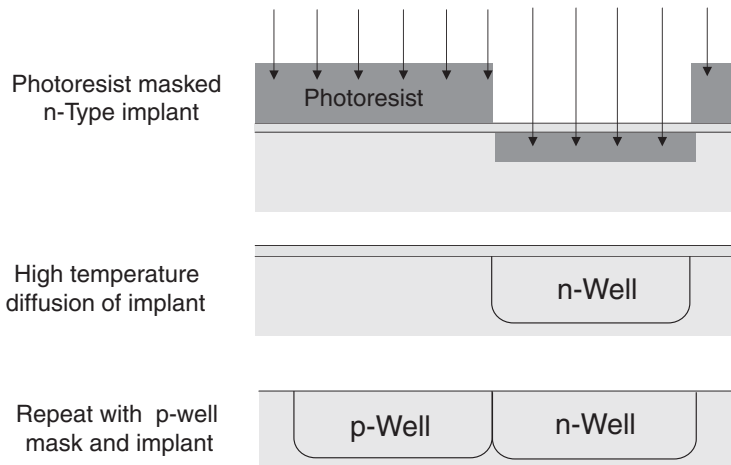 Photoresist masked
n-Type implant
Photoresist
High temperature
diffusion of implant
n-Well
Repeat with p-well
mask and implant
p-Well
n-Well